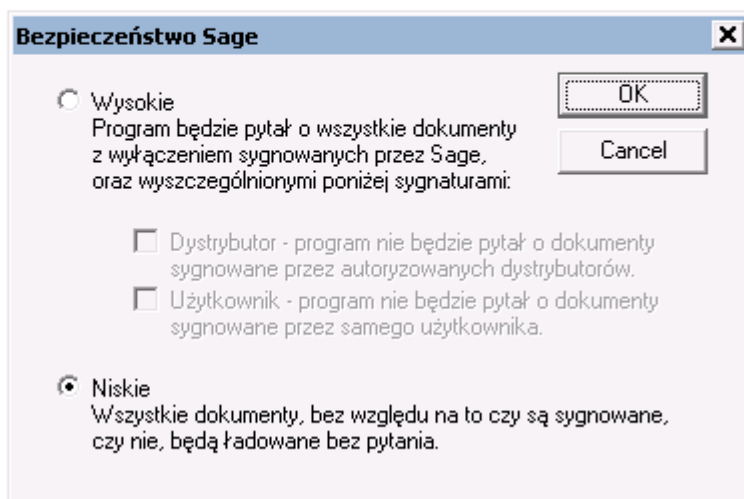 Bezpieczeństwo Sage
Wysokie
Program będzie pytał o wszystkie dokumenty
z wyłączeniem sygnowanych przez Sage,
oraz wyszczególnionymi poniżej sygnaturami:
OK
Cancel
Dystrybutor - program nie będzie pytał o dokumenty
sygnowane przez autoryzowanych dystrybutorów.
Użytkownik - program nie będzie pytał o dokumenty
sygnowane przez samego użytkownika.
Niskie
Wszystkie dokumenty, bez względu na to czy są sygnowane,
czy nie, będą ładowane bez pytania.